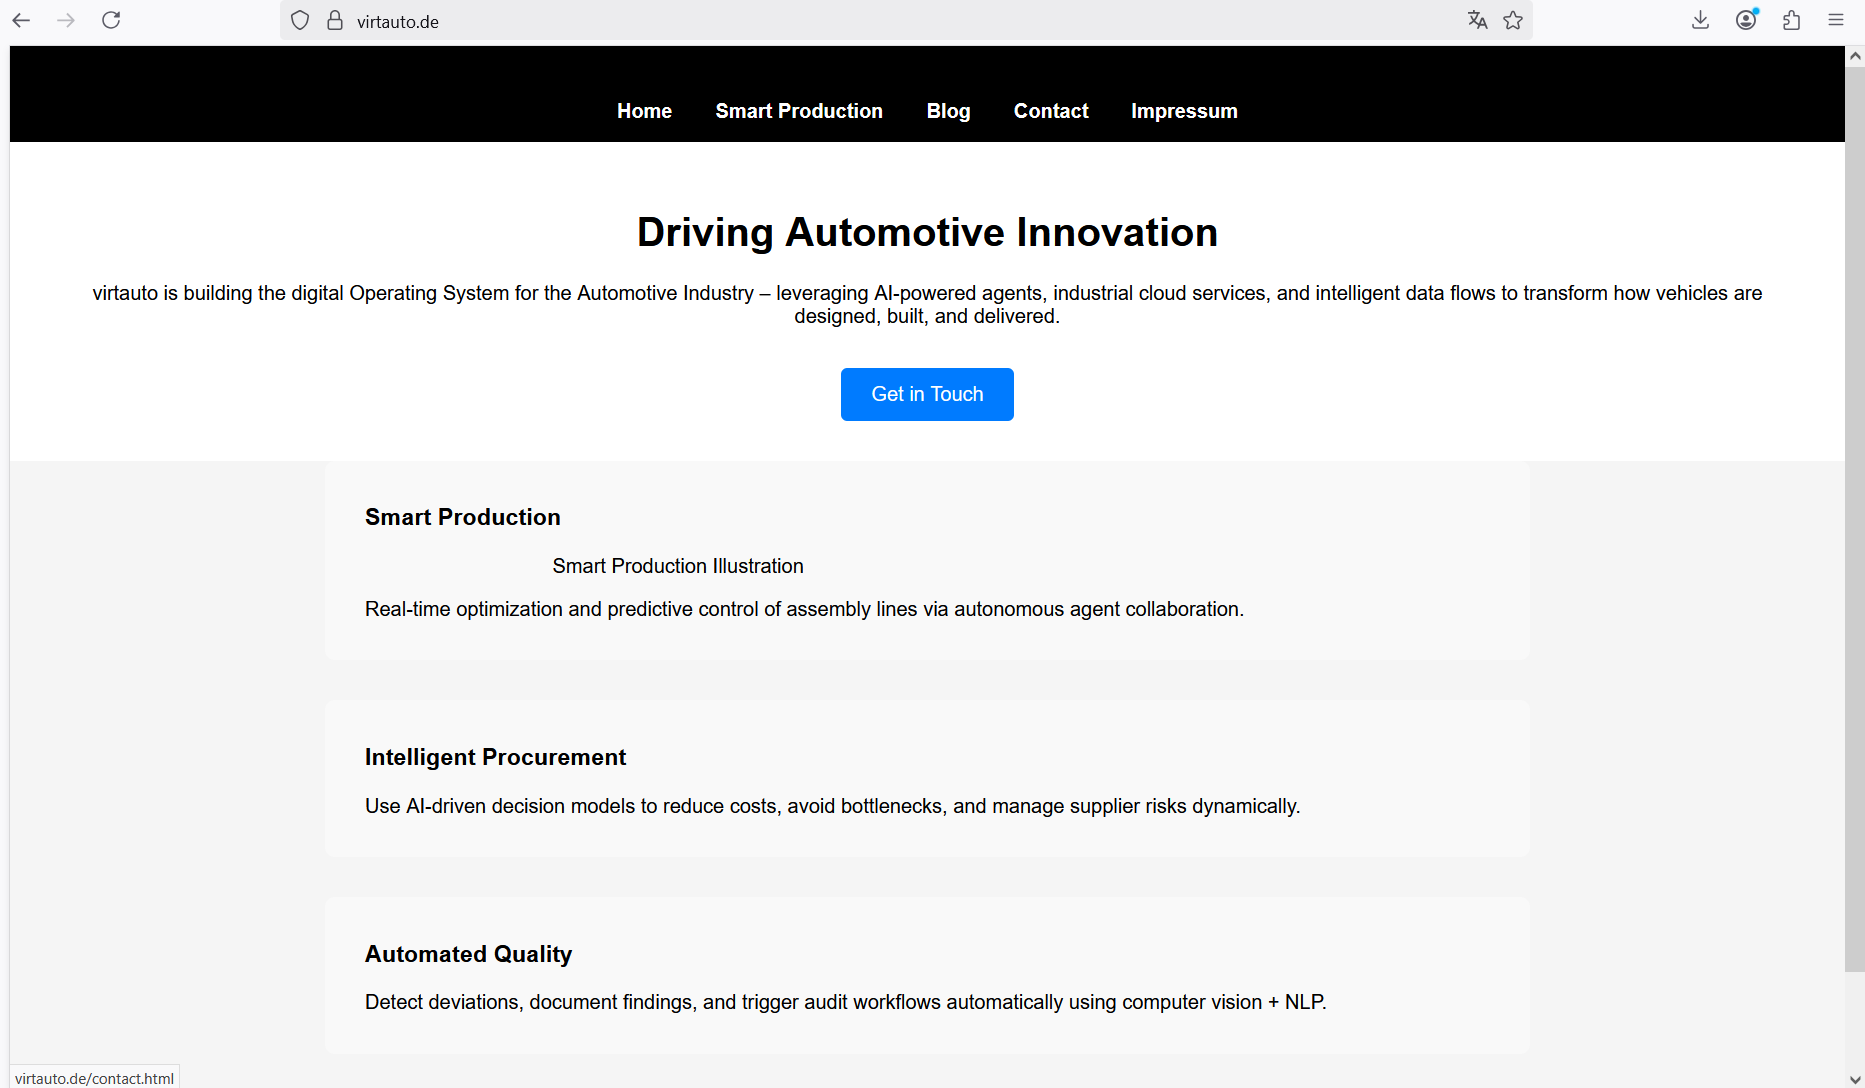 virtauto.de
Home Smart Production Blog Contact Impressum
Driving Automotive Innovation
virtauto is building the digital Operating System for the Automotive Industry – leveraging AI-powered agents, industrial cloud services, and intelligent data flows to transform how vehicles are
designed, built, and delivered.
Get in Touch
Smart Production
Smart Production Illustration
Real-time optimization and predictive control of assembly lines via autonomous agent collaboration.
Intelligent Procurement
Use AI-driven decision models to reduce costs, avoid bottlenecks, and manage supplier risks dynamically.
Automated Quality
Detect deviations, document findings, and trigger audit workflows automatically using computer vision + NLP.
virtauto.de/contact.html